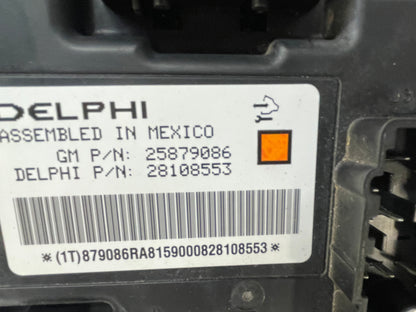 DELPHI
ASSEMBLED IN MEXICO
GM P/N: 25879086
DELPHI P/N: 28108553
*(1T)879086RA8159000828108553*